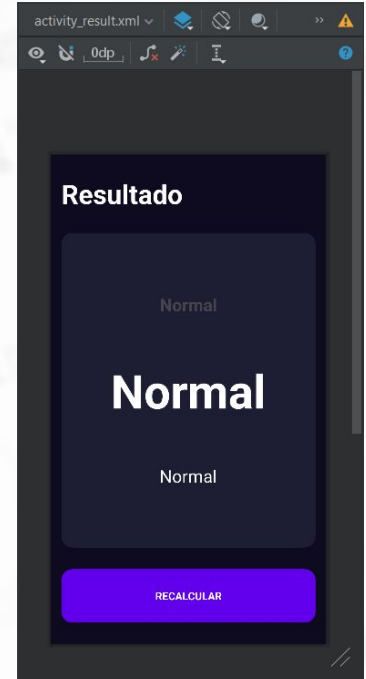 activity_result.xml
0dp
Resultado
Normal
Normal
Normal
RECALCULAR